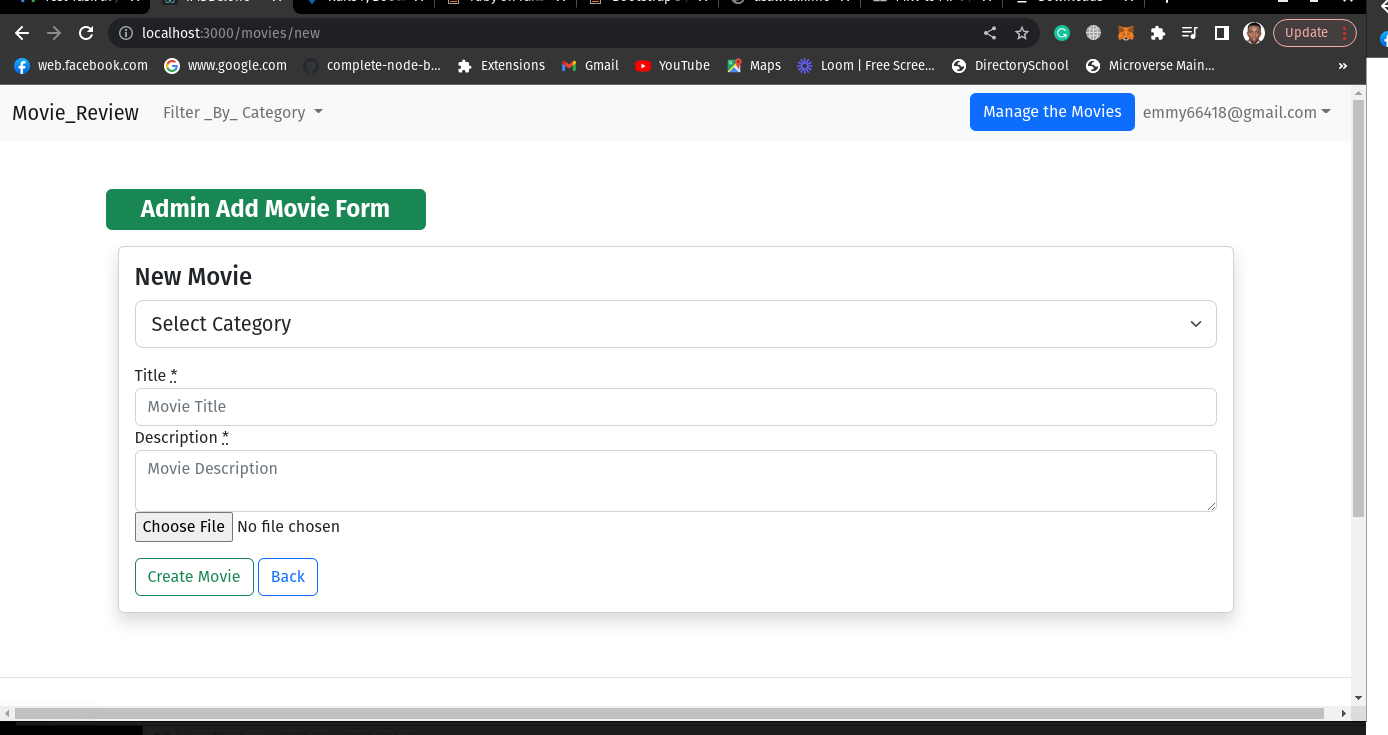 localhost:3000/movies/new
Update
web.facebook.com www.google.com complete-node-b... Extensions Gmail YouTube Maps Loom | Free Scree... DirectorySchool Microverse Main... »
Movie_Review Filter _By_ Category Manage the Movies emmy66418@gmail.com
Admin Add Movie Form
New Movie
Select Category
Title *
Movie Title
Description *
Movie Description
Choose File No file chosen
Create Movie Back